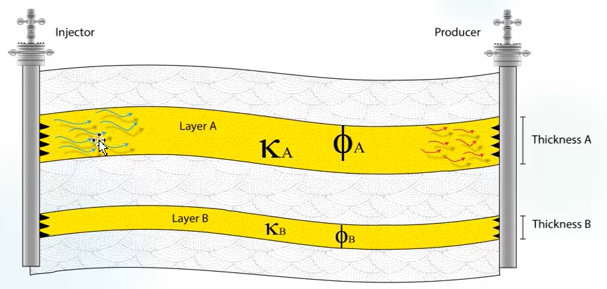 Injector
Producer
Layer A
κA
ϕA
Thickness A
Layer B
κB
ϕB
Thickness B